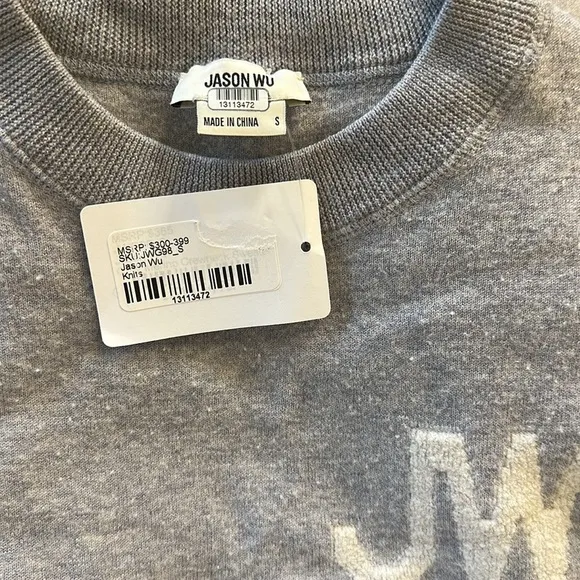 JASON WU
13113472
MADE IN CHINA S
MSRP: $300-399
SKU:JWG98_S
Jason Wu
Knits
13113472
JW